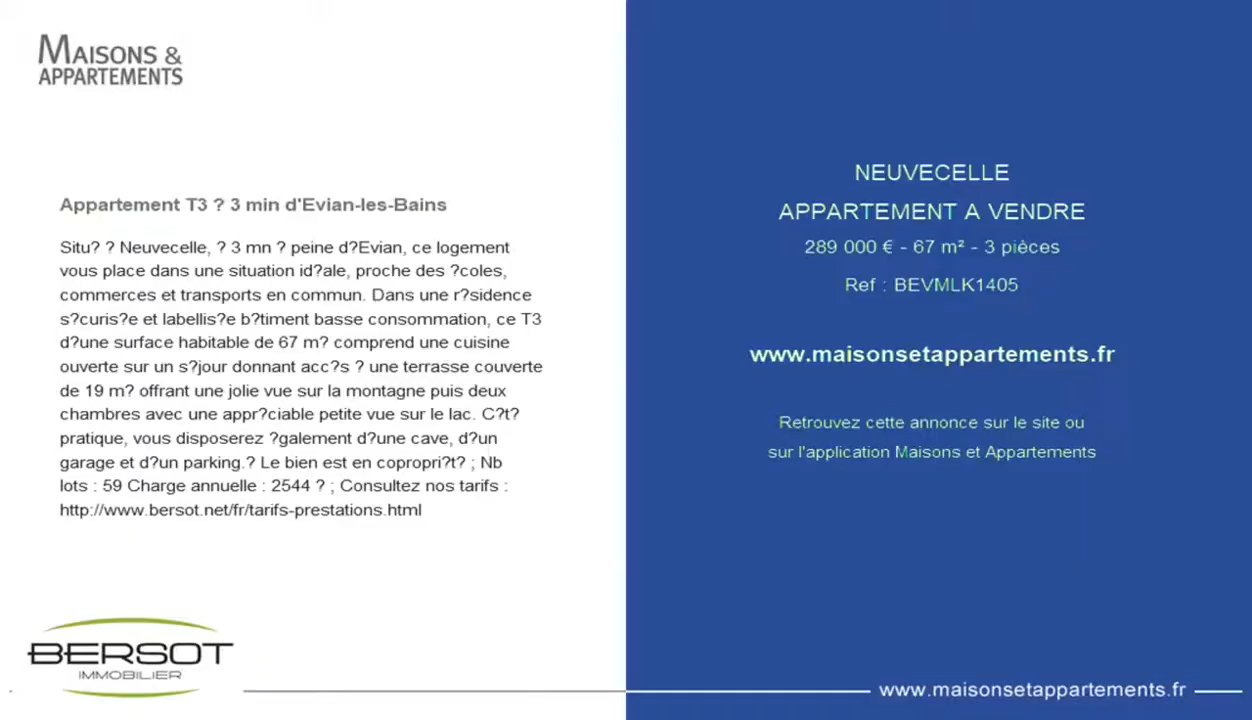 MAISONS &
APPARTEMENTS
Appartement T3 ? 3 min d'Evian-les-Bains
Situ? ? Neuvecelle, ? 3 mn ? peine d?Evian, ce logement
vous place dans une situation id?ale, proche des ?coles,
commerces et transports en commun. Dans une r?sidence
s?curis?e et labellis?e b?timent basse consommation, ce T3
d?une surface habitable de 67 m? comprend une cuisine
ouverte sur un s?jour donnant acc?s ? une terrasse couverte
de 19 m? offrant une jolie vue sur la montagne puis deux
chambres avec une appr?ciable petite vue sur le lac. C?t?
pratique, vous disposerez ?galement d?une cave, d?un
garage et d?un parking.? Le bien est en copropri?t? ; Nb
lots : 59 Charge annuelle : 2544 ? ; Consultez nos tarifs :
http://www.bersot.net/fr/tarifs-prestations.html
BERSOT
IMMOBILIER
NEUVECELLE
APPARTEMENT A VENDRE
289 000 € - 67 m² - 3 pièces
Ref : BEVMLK1405
www.maisonsetappartements.fr
Retrouvez cette annonce sur le site ou
sur l'application Maisons et Appartements
www.maisonsetappartements.fr